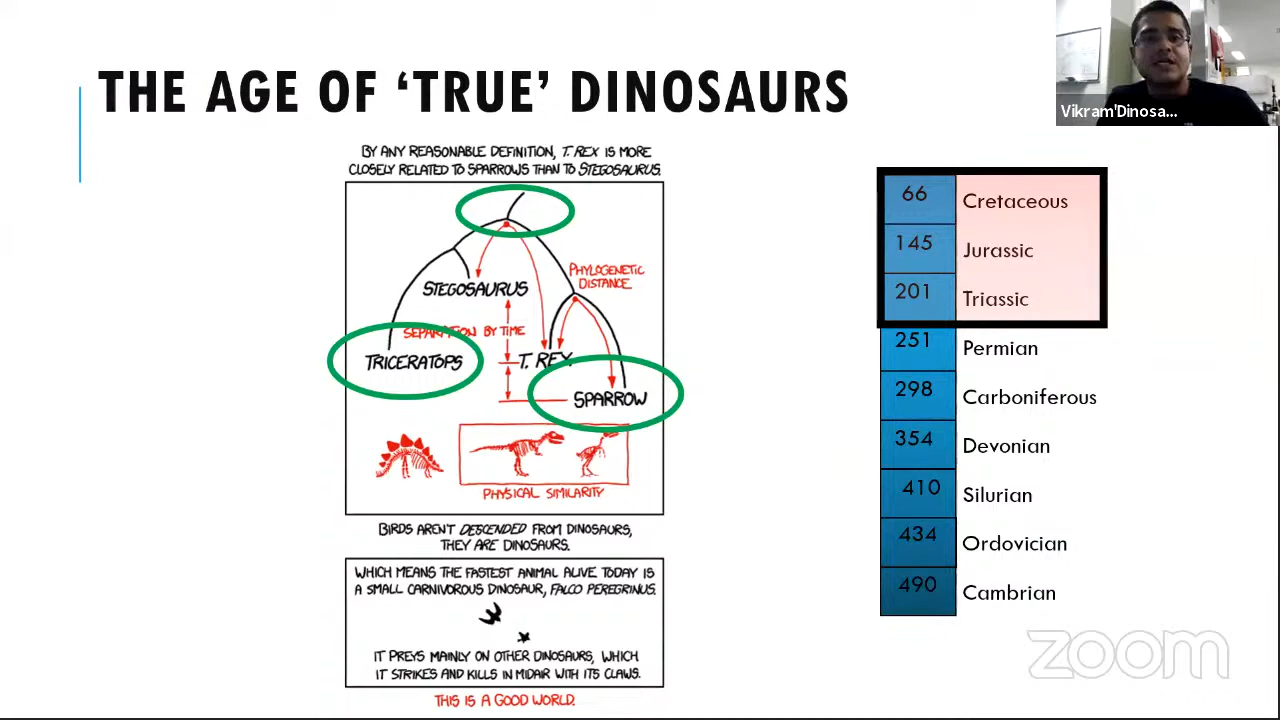 THE AGE OF ‘TRUE’ DINOSAURS
Vikram'Dinosa...
BY ANY REASONABLE DEFINITION, T. REX IS MORE
CLOSELY RELATED TO SPARROWS THAN TO STEGOSAURUS.
PHYLOGENETIC
DISTANCE
STEGOSAURUS
SEPARATION BY TIME
TRICERATOPS
T. REX
SPARROW
PHYSICAL SIMILARITY
BIRDS AREN'T DESCENDED FROM DINOSAURS,
THEY ARE DINOSAURS.
WHICH MEANS THE FASTEST ANIMAL ALIVE TODAY IS
A SMALL CARNIVOROUS DINOSAUR, FALCO PEREGRINUS.
IT PREYS MAINLY ON OTHER DINOSAURS, WHICH
IT STRIKES AND KILLS IN MIDAIR WITH ITS CLAWS.
THIS IS A GOOD WORLD.
66 Cretaceous
145 Jurassic
201 Triassic
251 Permian
298 Carboniferous
354 Devonian
410 Silurian
434 Ordovician
490 Cambrian
zoom